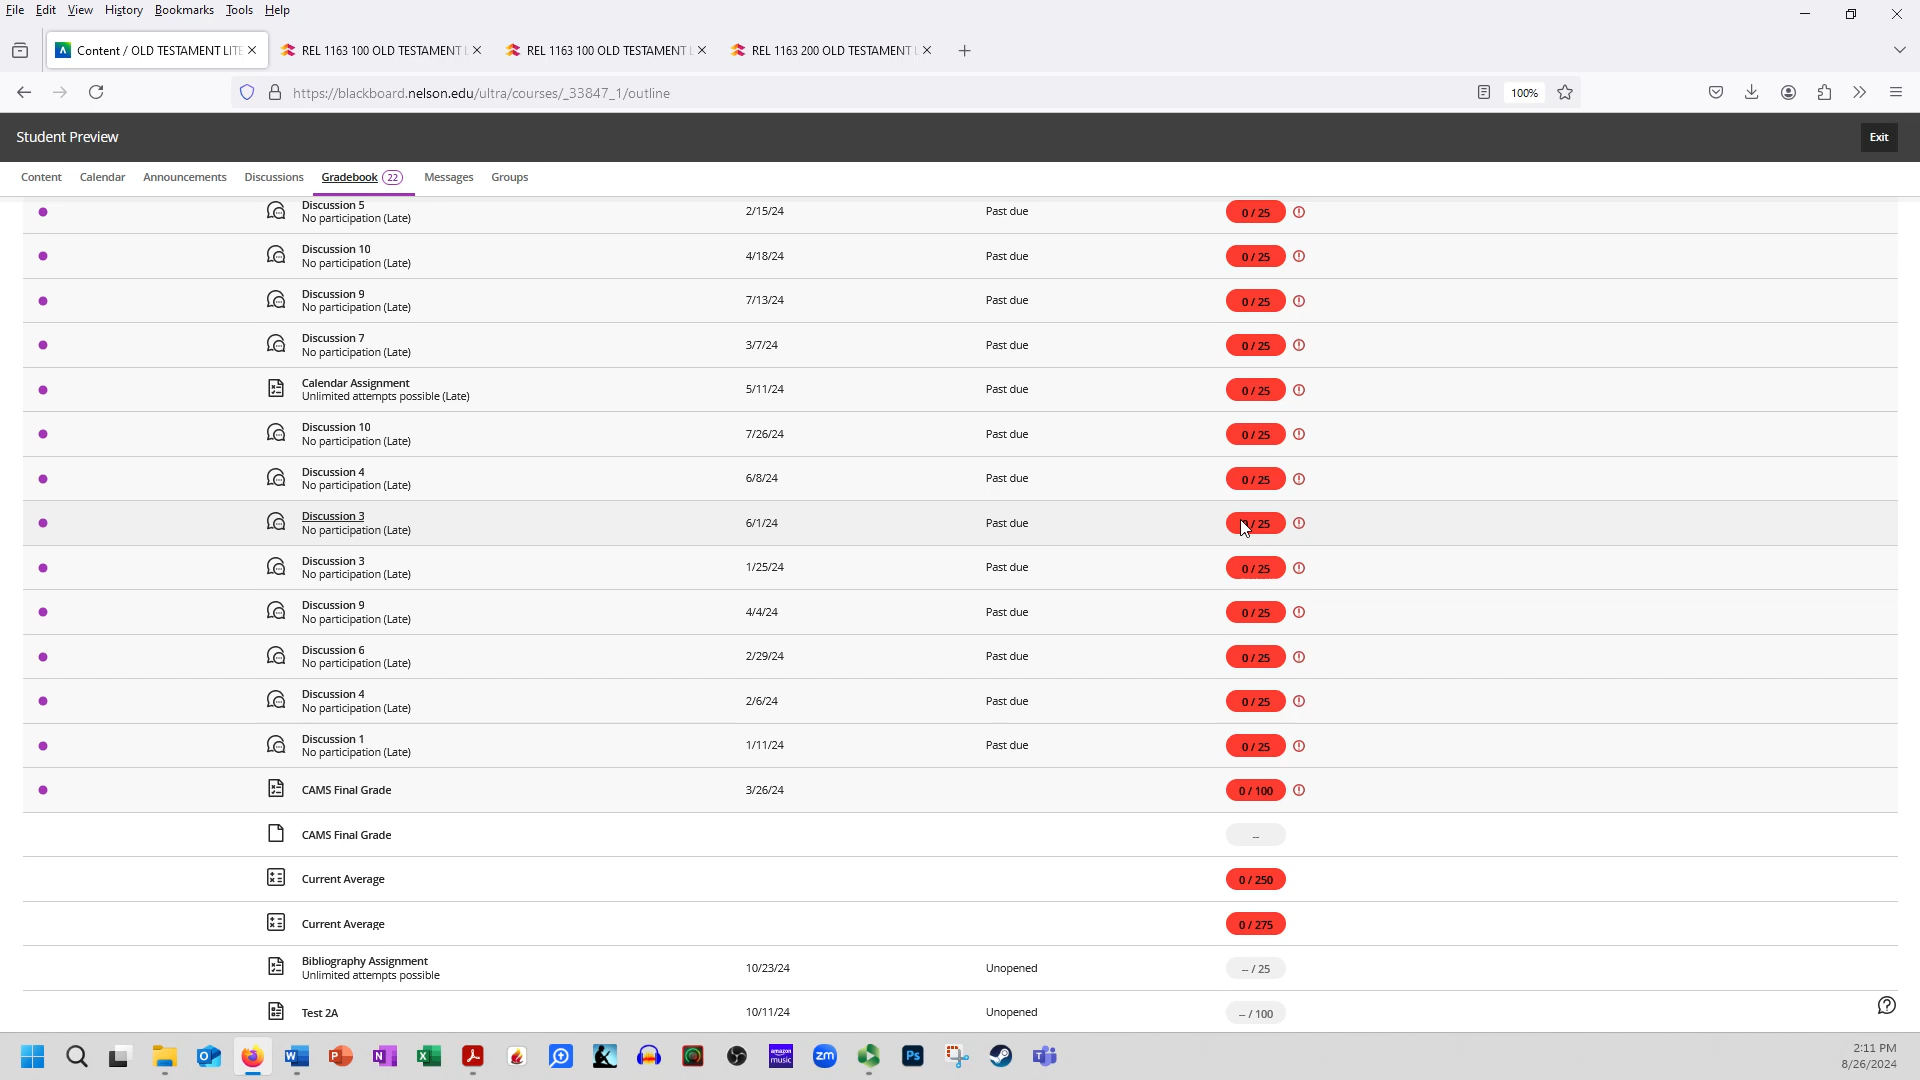 File Edit View History Bookmarks Tools Help
Content / OLD TESTAMENT LITE
REL 1163 100 OLD TESTAMENT L
REL 1163 100 OLD TESTAMENT L
REL 1163 200 OLD TESTAMENT L
https://blackboard.nelson.edu/ultra/courses/_33847_1/outline 100%
Student Preview Exit
Content Calendar Announcements Discussions Gradebook 22 Messages Groups
Discussion 5
No participation (Late) 2/15/24 Past due 0 / 25
Discussion 10
No participation (Late) 4/18/24 Past due 0 / 25
Discussion 9
No participation (Late) 7/13/24 Past due 0 / 25
Discussion 7
No participation (Late) 3/7/24 Past due 0 / 25
Calendar Assignment
Unlimited attempts possible (Late) 5/11/24 Past due 0 / 25
Discussion 10
No participation (Late) 7/26/24 Past due 0 / 25
Discussion 4
No participation (Late) 6/8/24 Past due 0 / 25
Discussion 3
No participation (Late) 6/1/24 Past due / 25
Discussion 3
No participation (Late) 1/25/24 Past due 0 / 25
Discussion 9
No participation (Late) 4/4/24 Past due 0 / 25
Discussion 6
No participation (Late) 2/29/24 Past due 0 / 25
Discussion 4
No participation (Late) 2/6/24 Past due 0 / 25
Discussion 1
No participation (Late) 1/11/24 Past due 0 / 25
CAMS Final Grade 3/26/24 0 / 100
CAMS Final Grade --
Current Average 0 / 250
Current Average 0 / 275
Bibliography Assignment
Unlimited attempts possible 10/23/24 Unopened -- / 25
Test 2A 10/11/24 Unopened -- / 100
amazon music
zm
Ps
2:11 PM
8/26/2024